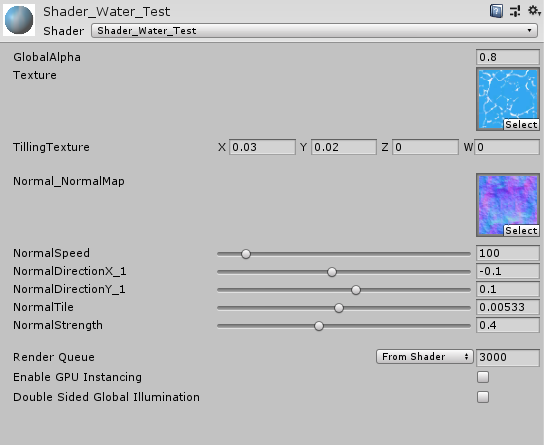 Shader_Water_Test
Shader Shader_Water_Test
GlobalAlpha 0.8
Texture
Select
TillingTexture X 0.03 Y 0.02 Z 0 W 0
Normal_NormalMap
Select
NormalSpeed 100
NormalDirectionX_1 -0.1
NormalDirectionY_1 0.1
NormalTile 0.00533
NormalStrength 0.4
Render Queue From Shader 3000
Enable GPU Instancing
Double Sided Global Illumination